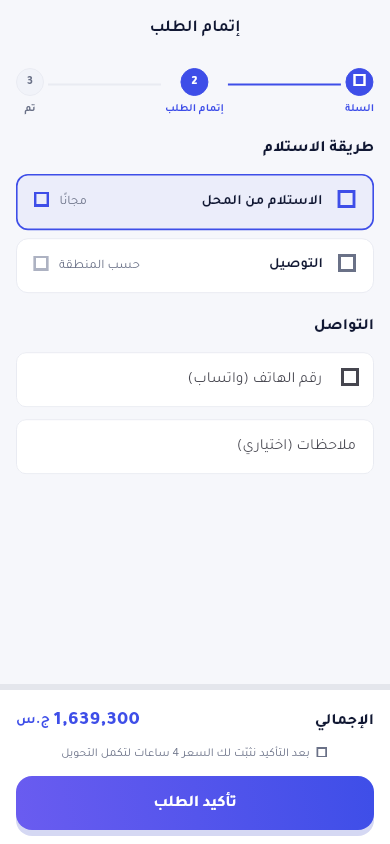 إتمام الطلب
2
3
السلة
إتمام الطلب
تم
طريقة الاستلام
الاستلام من المحل
مجانًا
التوصيل
حسب المنطقة
التواصل
رقم الهاتف (واتساب)
ملاحظات (اختياري)
الإجمالي
1,639,300 ج.س
بعد التأكيد نثبّت لك السعر 4 ساعات لتكمل التحويل
تأكيد الطلب